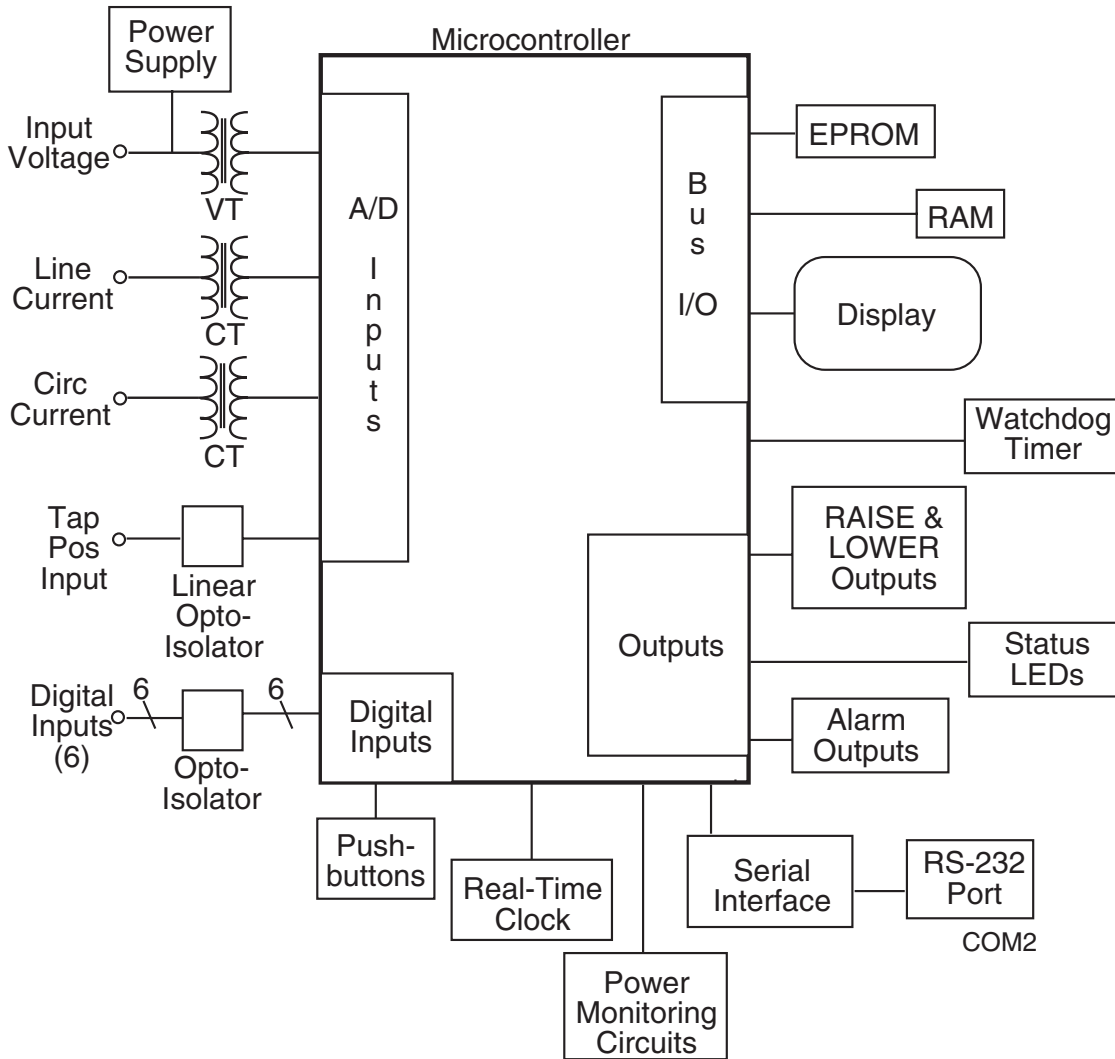 Microcontroller
Power
Supply
Input
Voltage
VT
Line
Current
CT
Circ
Current
CT
Tap
Pos
Input
Linear
Opto-
Isolator
Digital
Inputs
(6)
6
6
Opto-
Isolator
A/D
Inputs
Digital
Inputs
Bus
I/O
Outputs
EPROM
RAM
Display
Watchdog
Timer
RAISE &
LOWER
Outputs
Status
LEDs
Alarm
Outputs
Push-
buttons
Real-Time
Clock
Power
Monitoring
Circuits
Serial
Interface
RS-232
Port
COM2